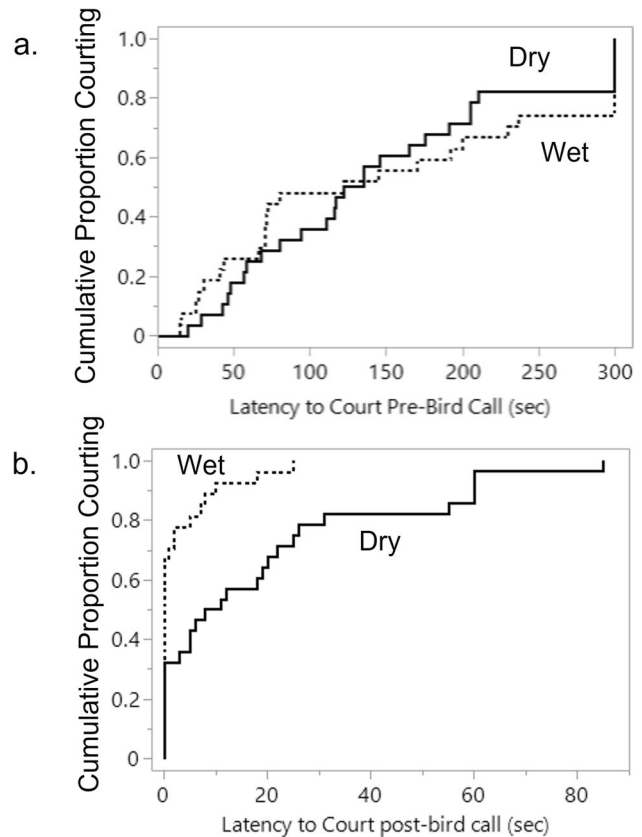 a.
Cumulative Proportion Courting
1.0
0.8
0.6
0.4
0.2
0
Dry
Wet
0 50 100 150 200 250 300
Latency to Court Pre-Bird Call (sec)
b.
Cumulative Proportion Courting
1.0
0.8
0.6
0.4
0.2
0
Wet
Dry
0 20 40 60 80
Latency to Court post-bird call (sec)